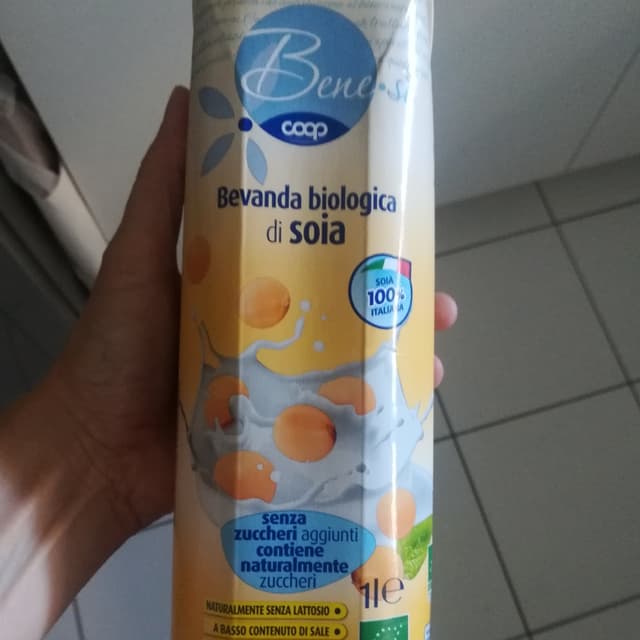 Bene.sì
coop
Bevanda biologica
di soia
SOIA
100%
ITALIANA
senza
zuccheri aggiunti
contiene
naturalmente
zuccheri
1l e
NATURALMENTE SENZA LATTOSIO •
A BASSO CONTENUTO DI SALE •